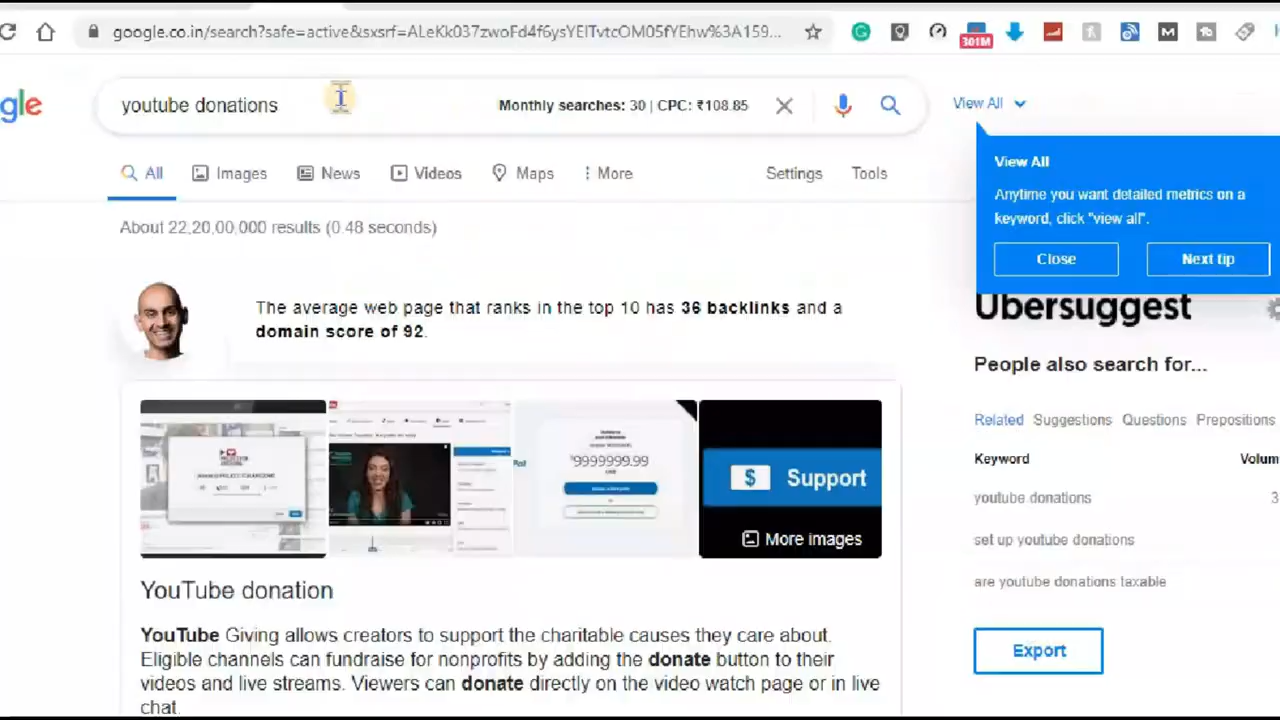 google.co.in/search?safe=active&sxsrf=ALeKk037zwoFd4f6ysYElTvtcOM05fYEhw%3A159...
301M
gle
youtube donations
Monthly searches: 30 | CPC: ₹108.85
View All
All
Images
News
Videos
Maps
More
Settings
Tools
View All
Anytime you want detailed metrics on a
keyword, click "view all".
Close
Next tip
About 22,20,00,000 results (0.48 seconds)
The average web page that ranks in the top 10 has 36 backlinks and a
domain score of 92.
Ubersuggest
People also search for...
Related
Suggestions
Questions
Prepositions
Keyword
Volum
youtube donations
3
set up youtube donations
are youtube donations taxable
Export
9999999.99
$
Support
More images
YouTube donation
YouTube Giving allows creators to support the charitable causes they care about.
Eligible channels can fundraise for nonprofits by adding the donate button to their
videos and live streams. Viewers can donate directly on the video watch page or in live
chat.